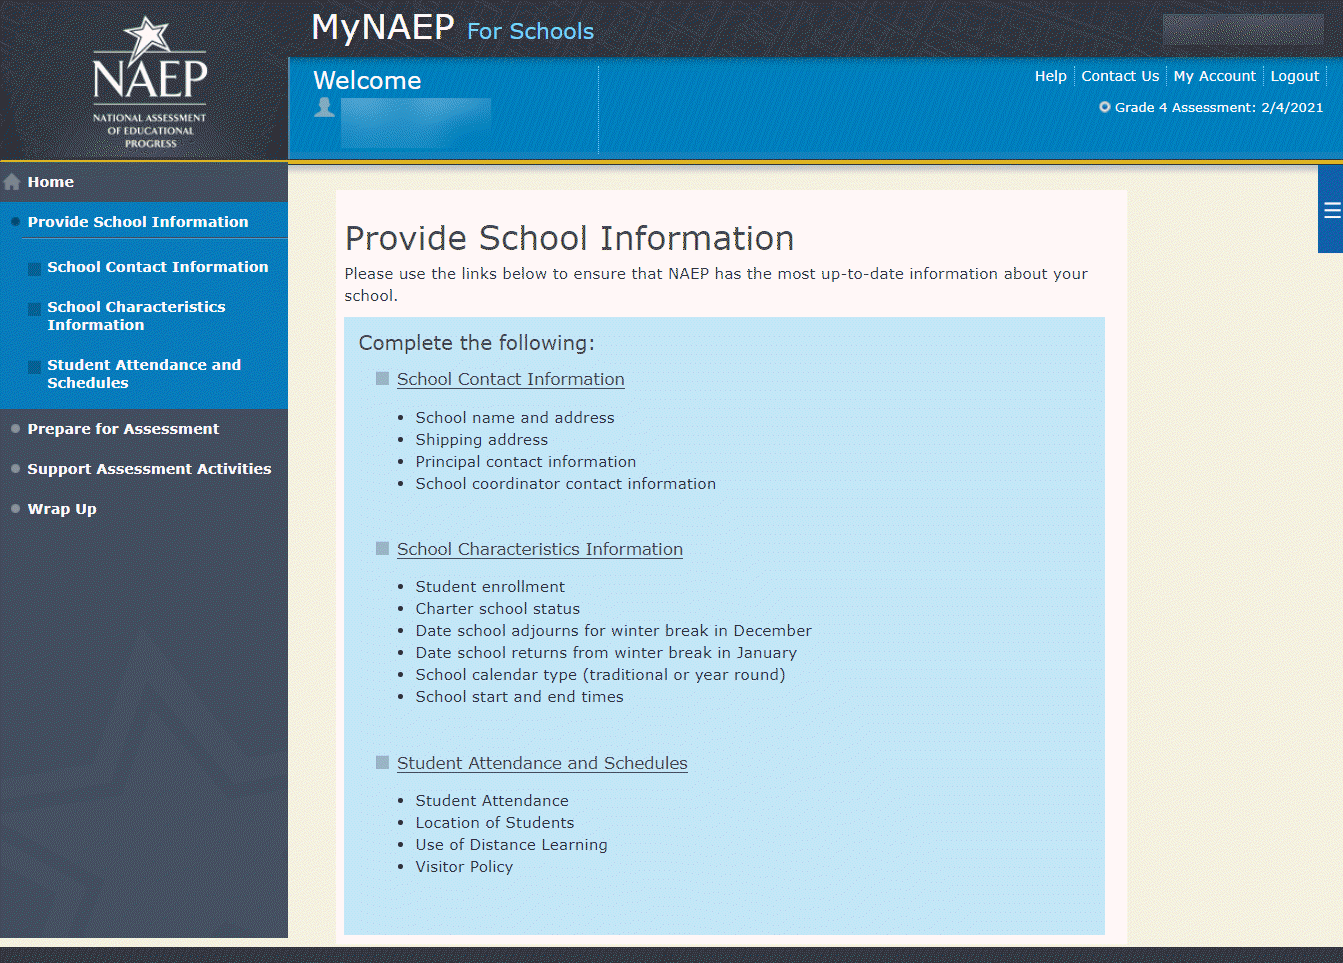 NAEP
NATIONAL ASSESSMENT
OF EDUCATIONAL
PROGRESS
MyNAEP For Schools
Welcome
Help
Contact Us
My Account
Logout
Grade 4 Assessment: 2/4/2021
Home
Provide School Information
School Contact Information
School Characteristics
Information
Student Attendance and
Schedules
Prepare for Assessment
Support Assessment Activities
Wrap Up
Provide School Information
Please use the links below to ensure that NAEP has the most up-to-date information about your
school.
Complete the following:
School Contact Information
• School name and address
• Shipping address
• Principal contact information
• School coordinator contact information
School Characteristics Information
• Student enrollment
• Charter school status
• Date school adjourns for winter break in December
• Date school returns from winter break in January
• School calendar type (traditional or year round)
• School start and end times
Student Attendance and Schedules
• Student Attendance
• Location of Students
• Use of Distance Learning
• Visitor Policy